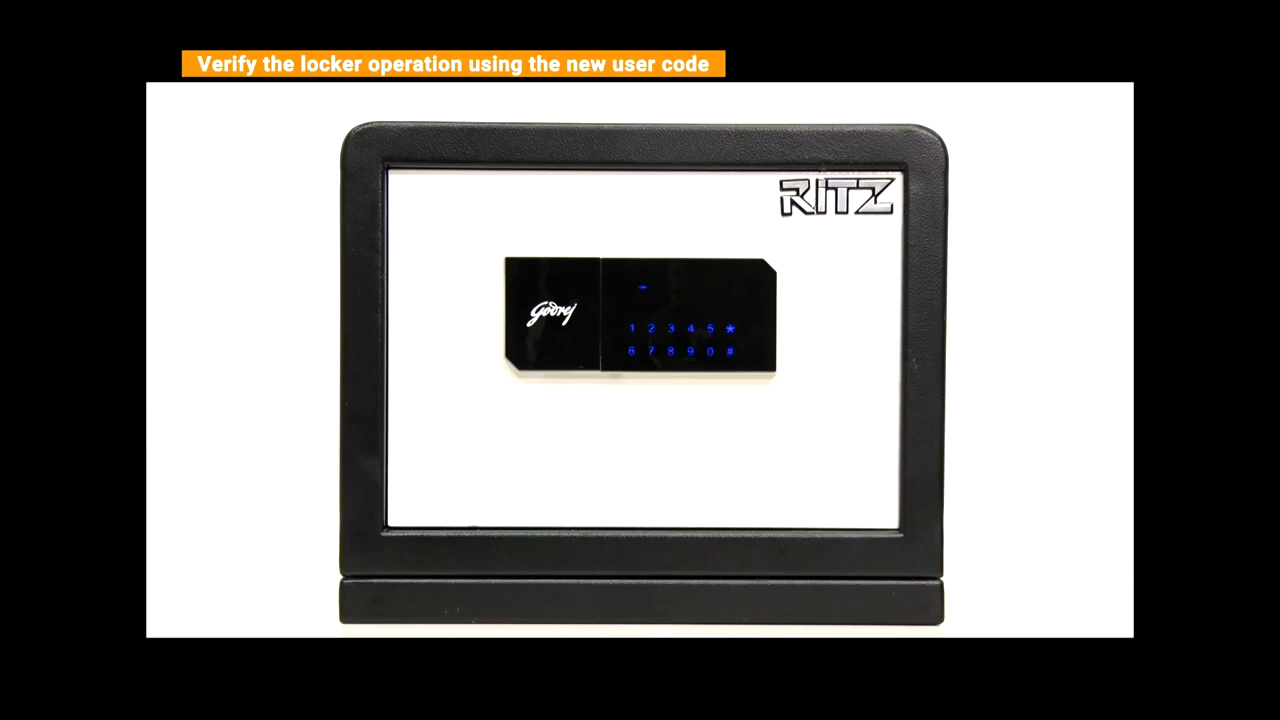 Verify the locker operation using the new user code
RITZ
Godrej
1 2 3 4 5 *
6 7 8 9 0 #